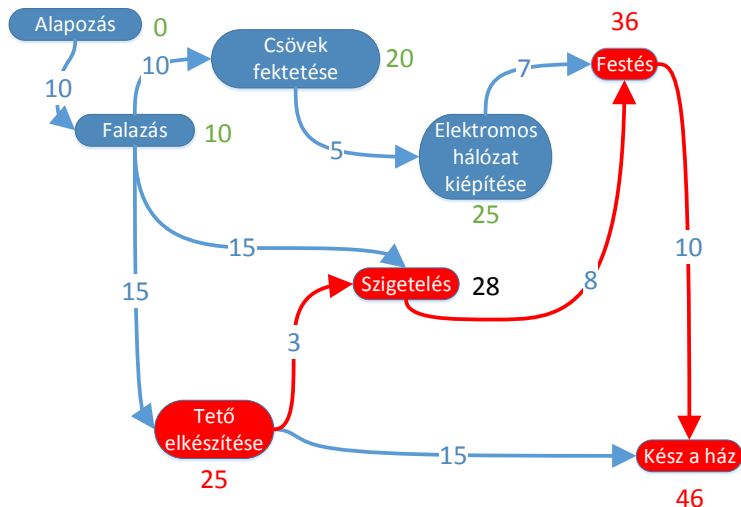 Alapozás
0
10
Falazás
10
10
Csövek
fektetése
20
5
Elektromos
hálózat
kiépítése
25
7
36
Festés
15
Szigetelés
28
8
10
15
3
Tető
elkészítése
25
15
Kész a ház
46